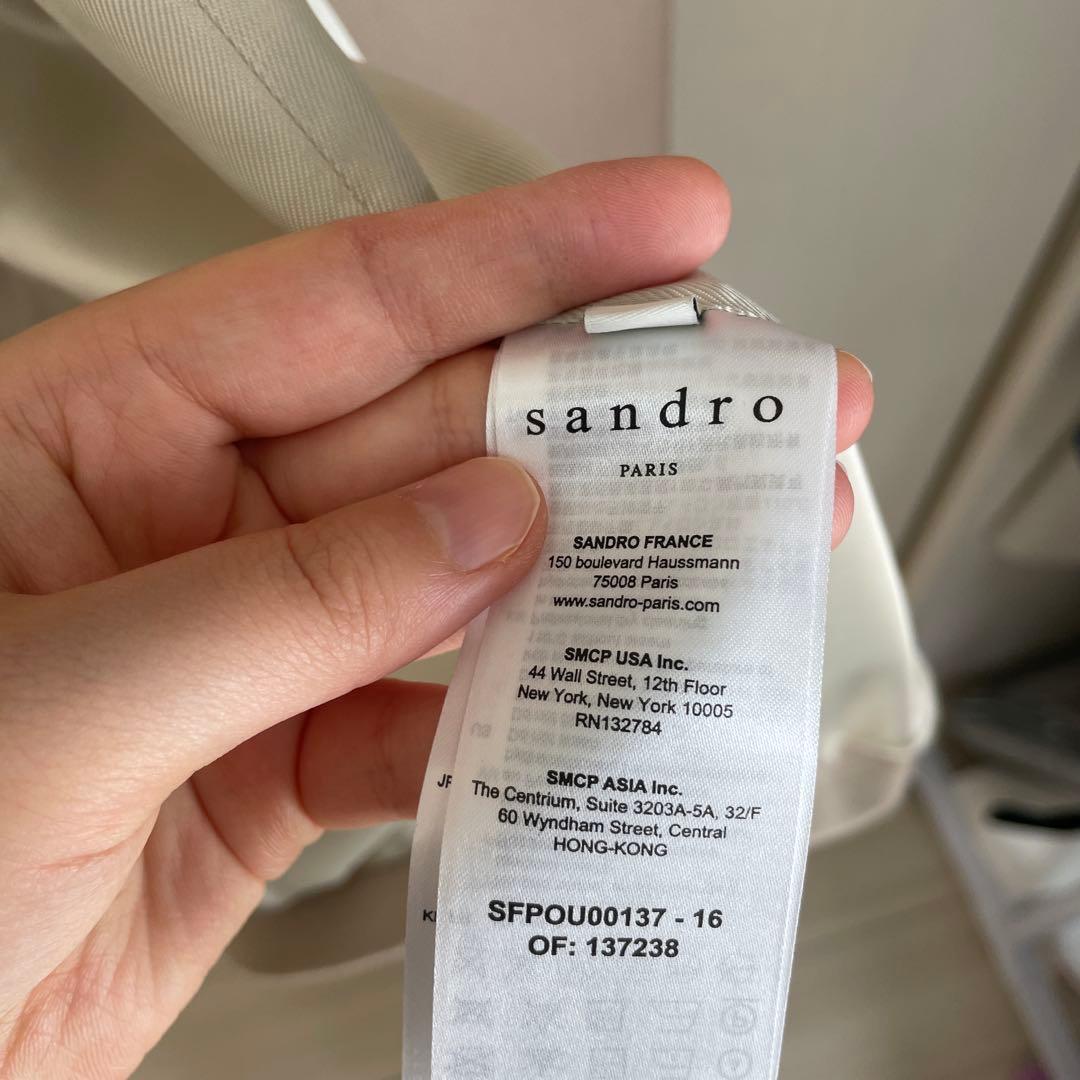 sandro
PARIS
SANDRO FRANCE
150 boulevard Haussmann
75008 Paris
www.sandro-paris.com
SMCP USA Inc.
44 Wall Street, 12th Floor
New York, New York 10005
RN132784
SMCP ASIA Inc.
The Centrium, Suite 3203A-5A, 32/F
60 Wyndham Street, Central
HONG-KONG
SFPOU00137 - 16
OF: 137238